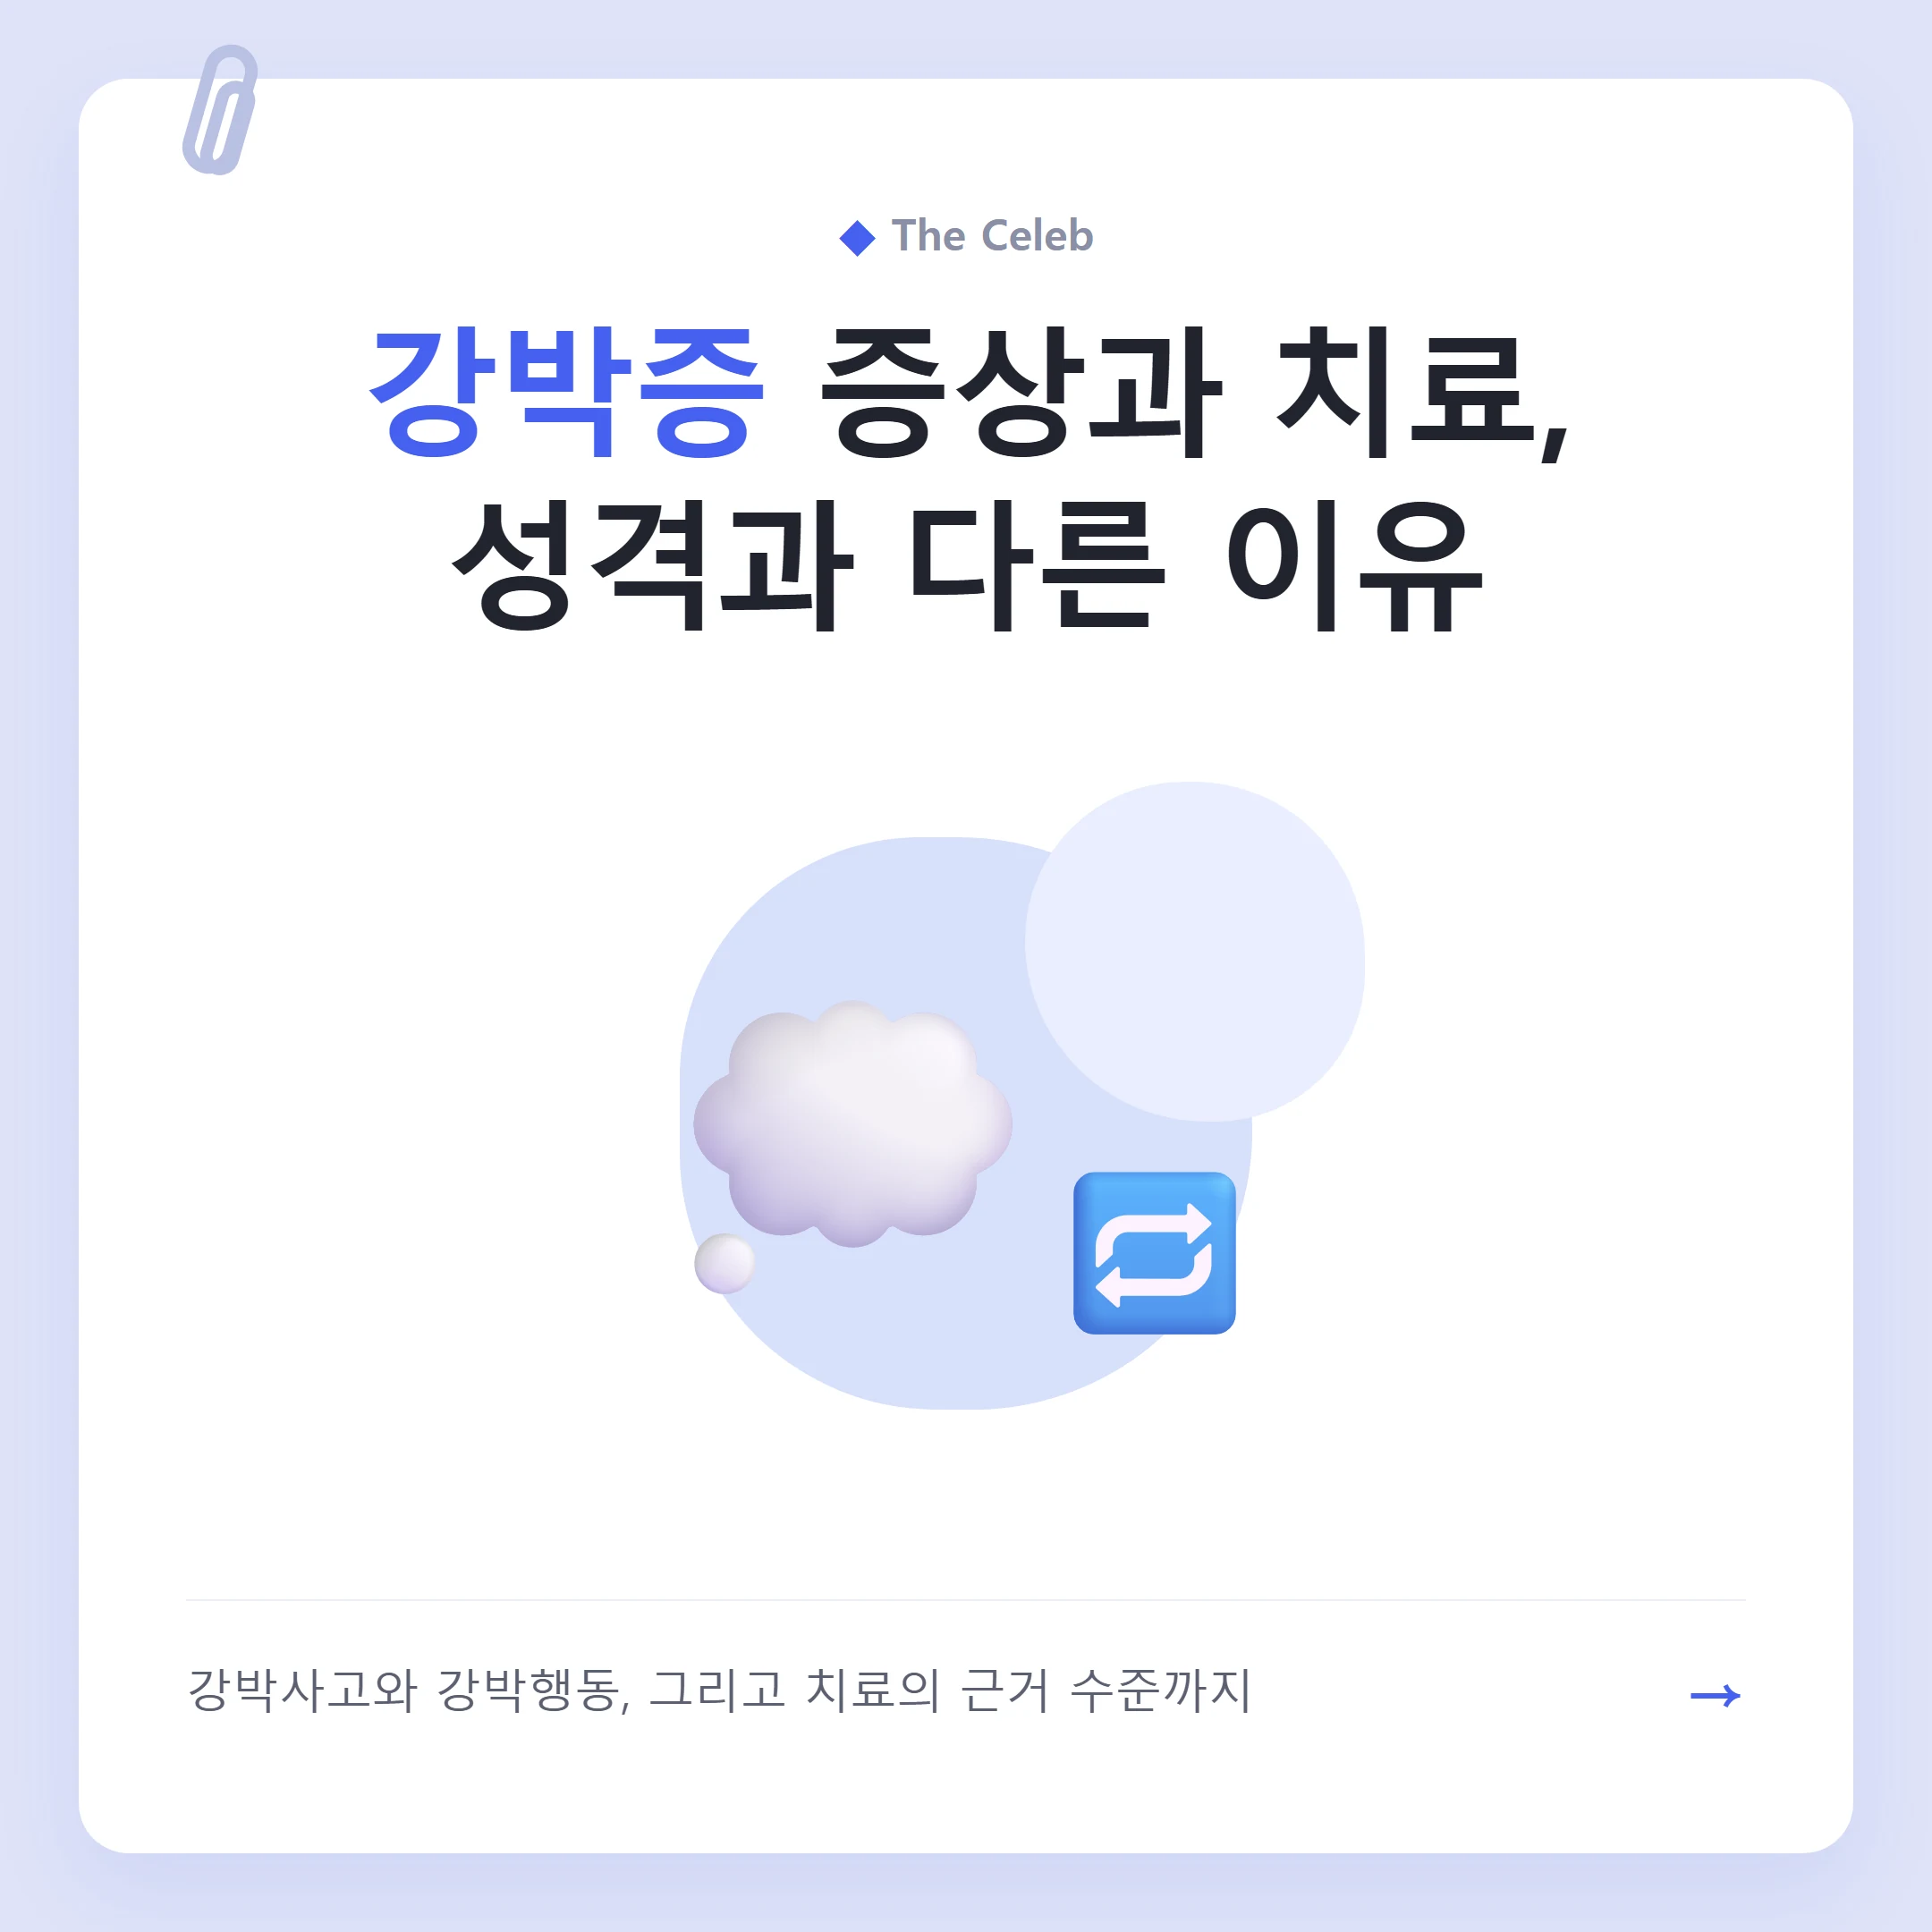 The Celeb
강박증 증상과 치료,
성격과 다른 이유
강박사고와 강박행동, 그리고 치료의 근거 수준까지